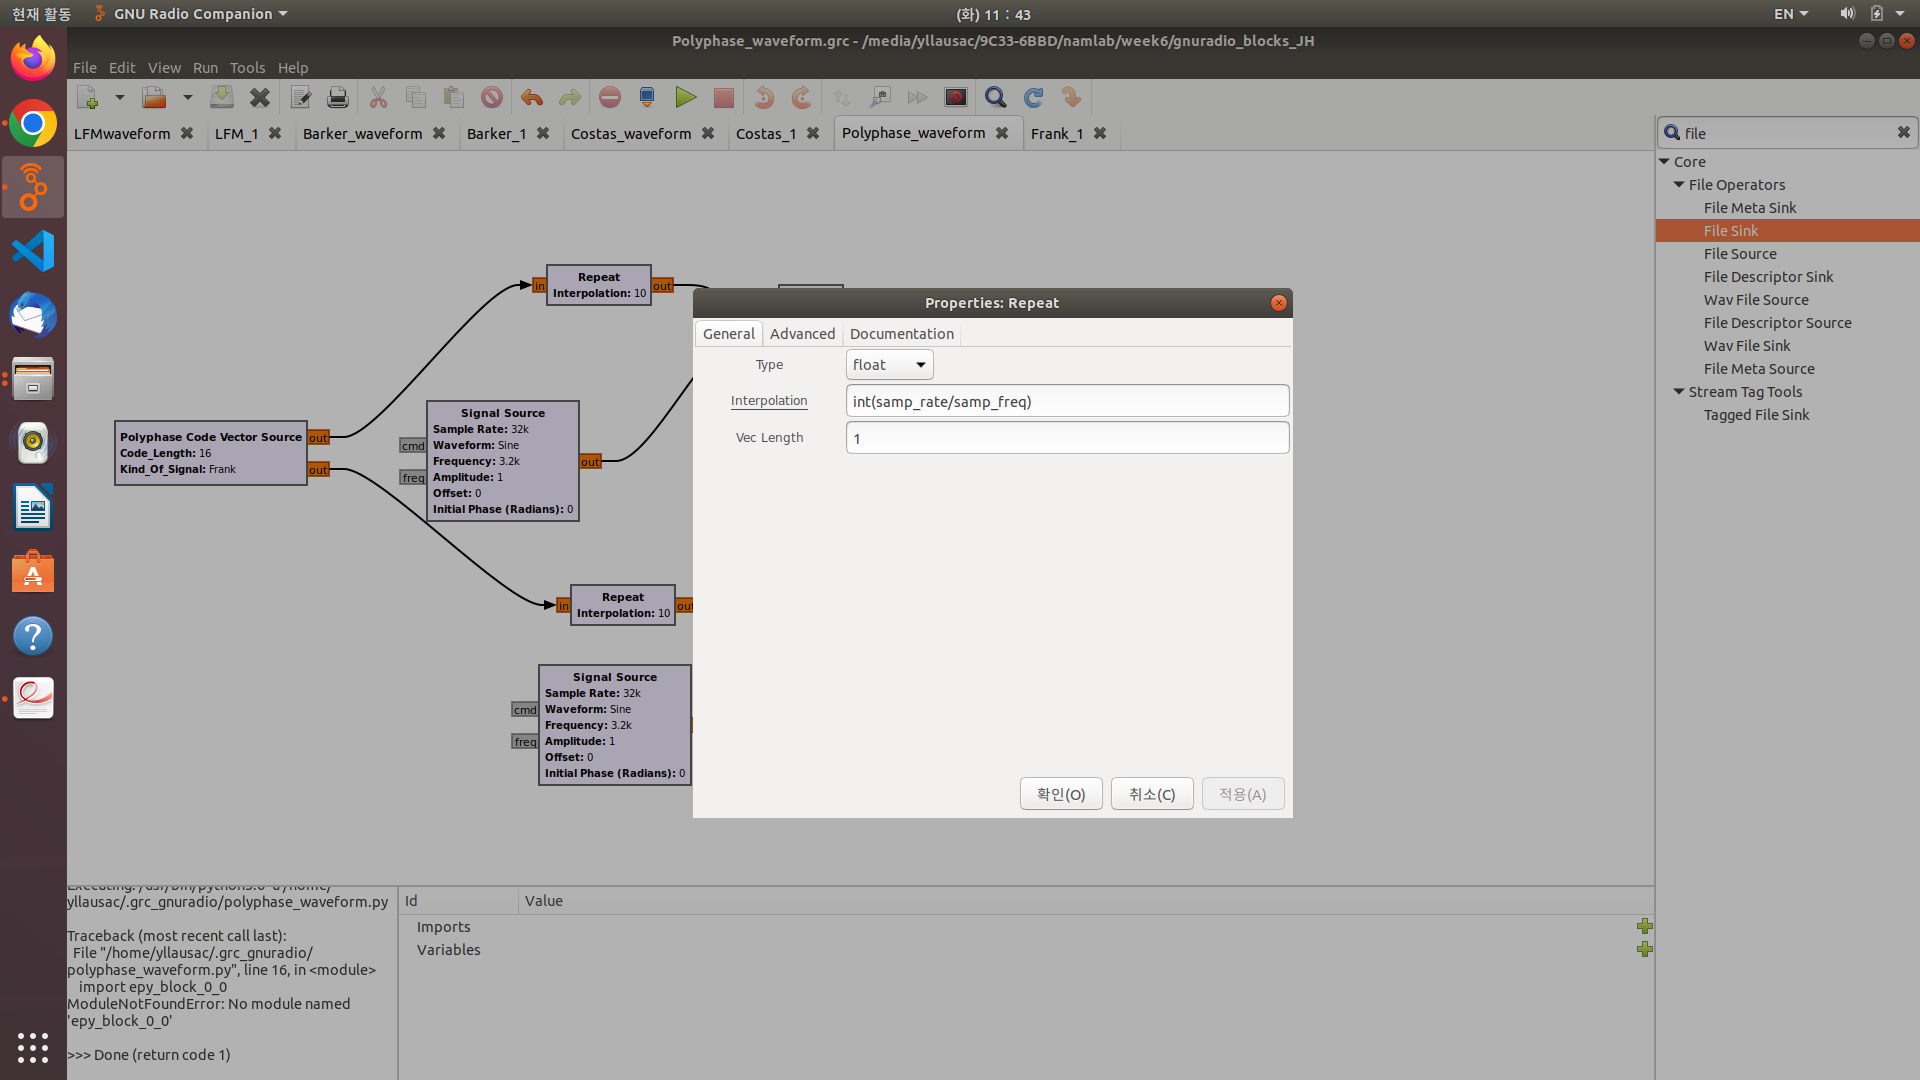 현재 활동
GNU Radio Companion
(화) 11 : 43
EN
Polyphase_waveform.grc - /media/yllausac/9C33-6BBD/namlab/week6/gnuradio_blocks_JH
File Edit View Run Tools Help
LFMwaveform LFM_1 Barker_waveform Barker_1 Costas_waveform Costas_1 Polyphase_waveform Frank_1
file
Core
File Operators
File Meta Sink
File Sink
File Source
File Descriptor Sink
Wav File Source
File Descriptor Source
Wav File Sink
File Meta Source
Stream Tag Tools
Tagged File Sink
Repeat
Interpolation: 10
in
out
Polyphase Code Vector Source
Code_Length: 16
Kind_Of_Signal: Frank
out
out
Signal Source
Sample Rate: 32k
Waveform: Sine
Frequency: 3.2k
Amplitude: 1
Offset: 0
Initial Phase (Radians): 0
cmd
freq
out
Repeat
Interpolation: 10
in
out
Signal Source
Sample Rate: 32k
Waveform: Sine
Frequency: 3.2k
Amplitude: 1
Offset: 0
Initial Phase (Radians): 0
cmd
freq
Properties: Repeat
General Advanced Documentation
Type float
Interpolation int(samp_rate/samp_freq)
Vec Length 1
확인(O) 취소(C) 적용(A)
yllausac/.grc_gnuradio/polyphase_waveform.py
Traceback (most recent call last):
File "/home/yllausac/.grc_gnuradio/
polyphase_waveform.py", line 16, in <module>
import epy_block_0_0
ModuleNotFoundError: No module named
'epy_block_0_0'
>>> Done (return code 1)
Id Value
Imports
Variables